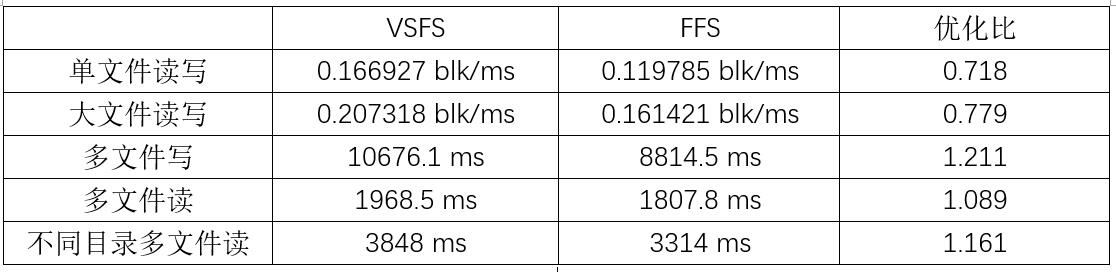 VSFS FFS 优化比
单文件读写 0.166927 blk/ms 0.119785 blk/ms 0.718
大文件读写 0.207318 blk/ms 0.161421 blk/ms 0.779
多文件写 10676.1 ms 8814.5 ms 1.211
多文件读 1968.5 ms 1807.8 ms 1.089
不同目录多文件读 3848 ms 3314 ms 1.161